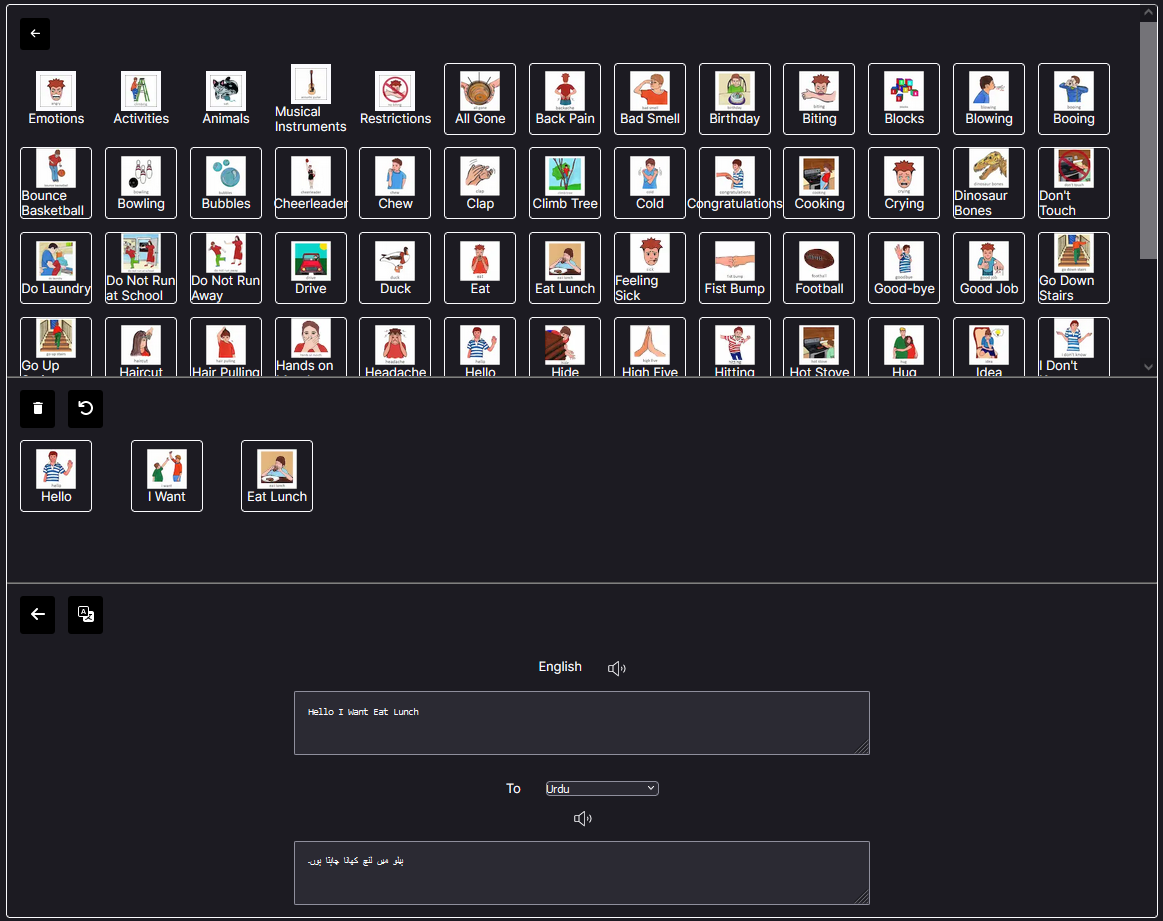 Emotions
Activities
Animals
Musical Instruments
Restrictions
All Gone
Back Pain
Bad Smell
Birthday
Biting
Blocks
Blowing
Booing
Bounce Basketball
Bowling
Bubbles
Cheerleader
Chew
Clap
Climb Tree
Cold
Congratulations
Cooking
Crying
Dinosaur Bones
Don't Touch
Do Laundry
Do Not Run at School
Do Not Run Away
Drive
Duck
Eat
Eat Lunch
Feeling Sick
Fist Bump
Football
Good-bye
Good Job
Go Down Stairs
Go Up
Haircut
Hair Pulling
Hands on
Headache
Hello
Hide
High Five
Hitting
Hot Stove
Hug
Idea
I Don't
Hello
I Want
Eat Lunch
English
Hello I Want Eat Lunch
To
Urdu
ہیلو میں لنچ کھانا چاہتا ہوں۔